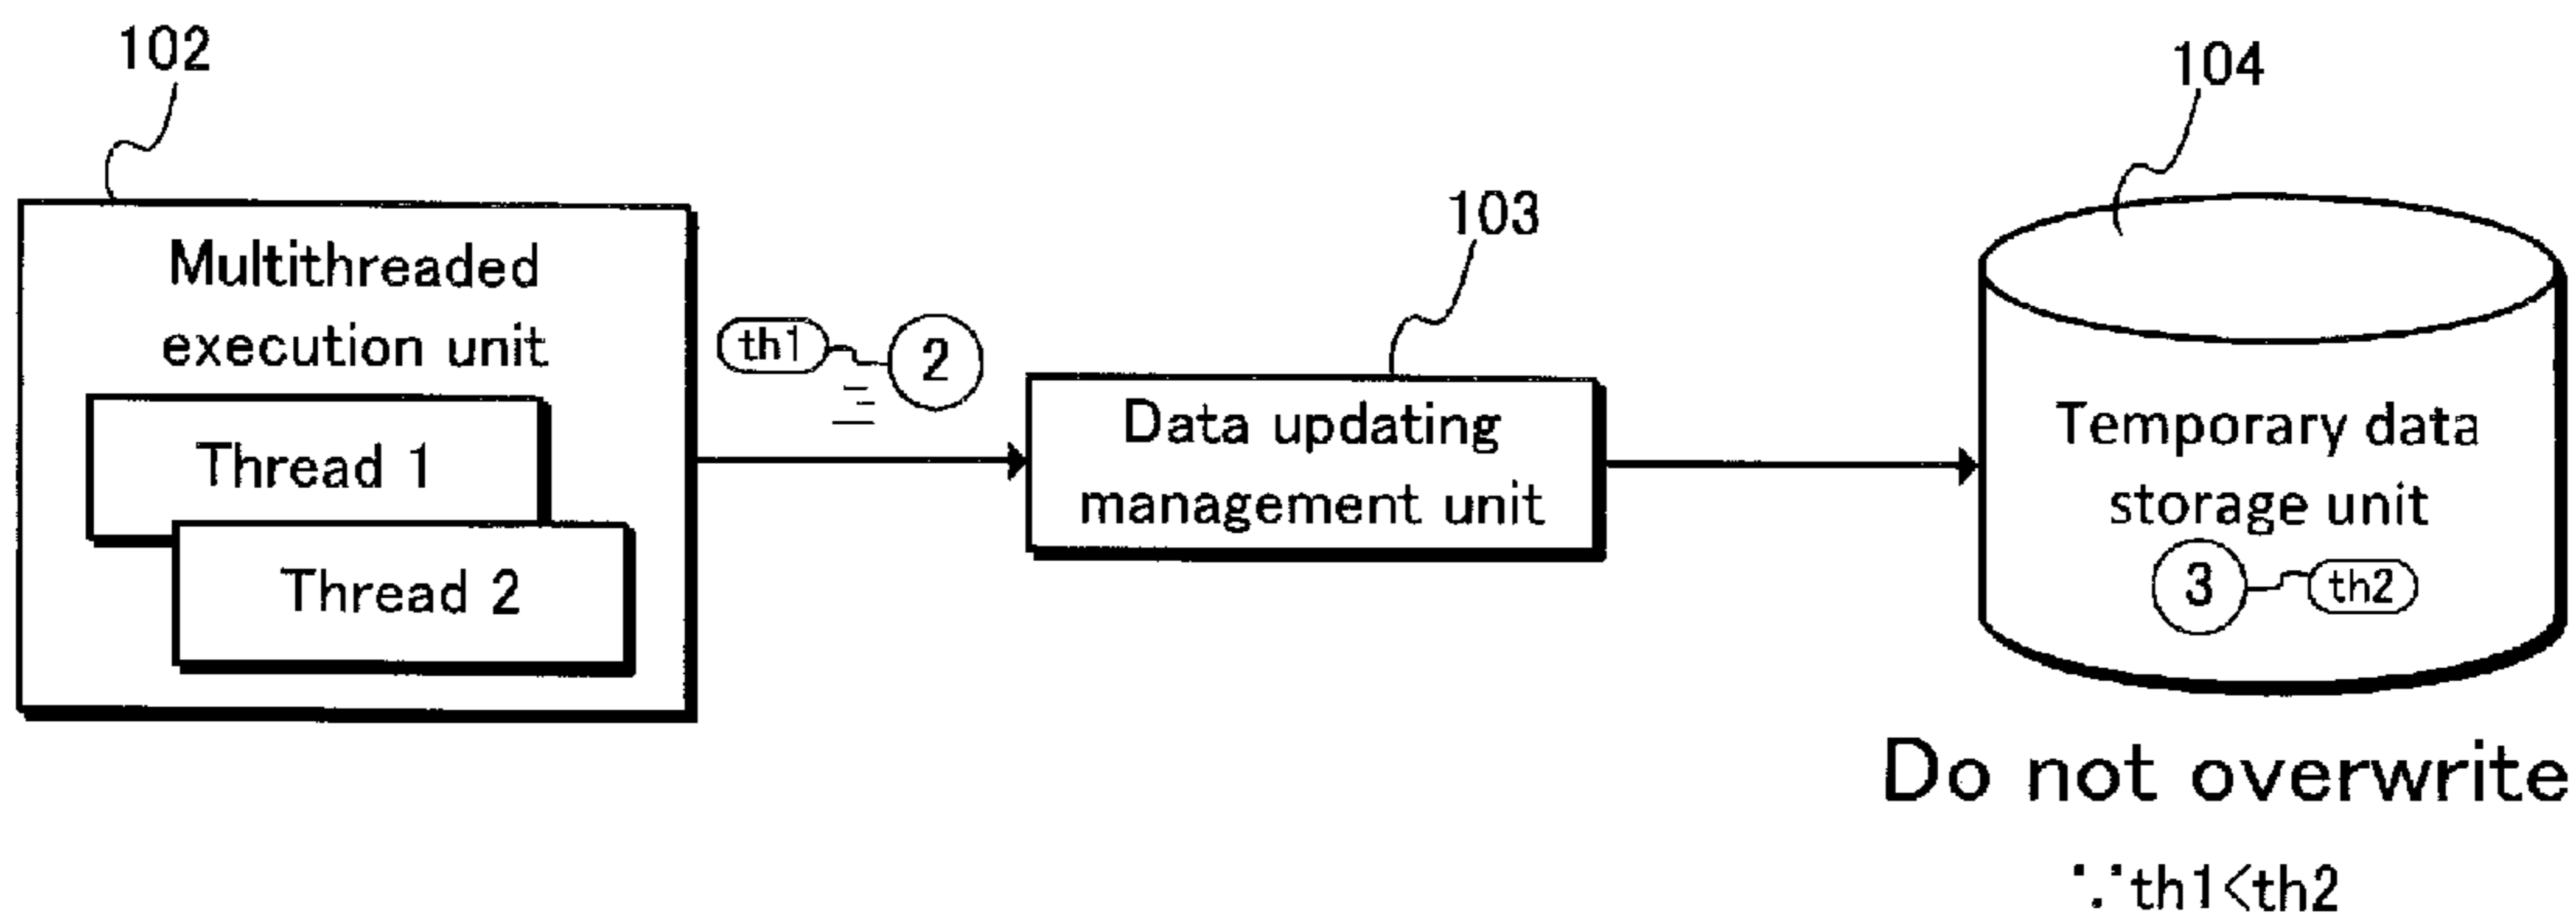 102
104
103
Multithreaded
execution unit
th1
2
Thread 1
Thread 2
Data updating
management unit
Temporary data
storage unit
3
th2
Do not overwrite
∵th1<th2